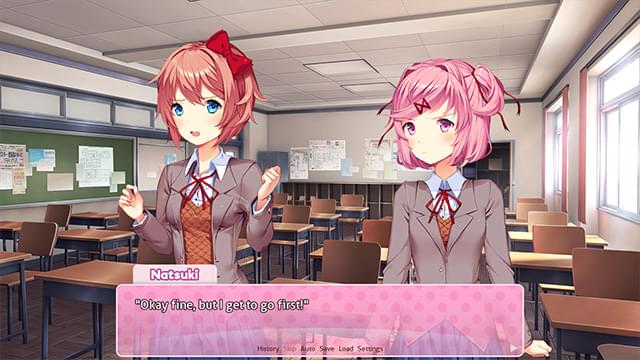 Natsuki
"Okay fine, but I get to go first!"
History Skip Auto Save Load Settings